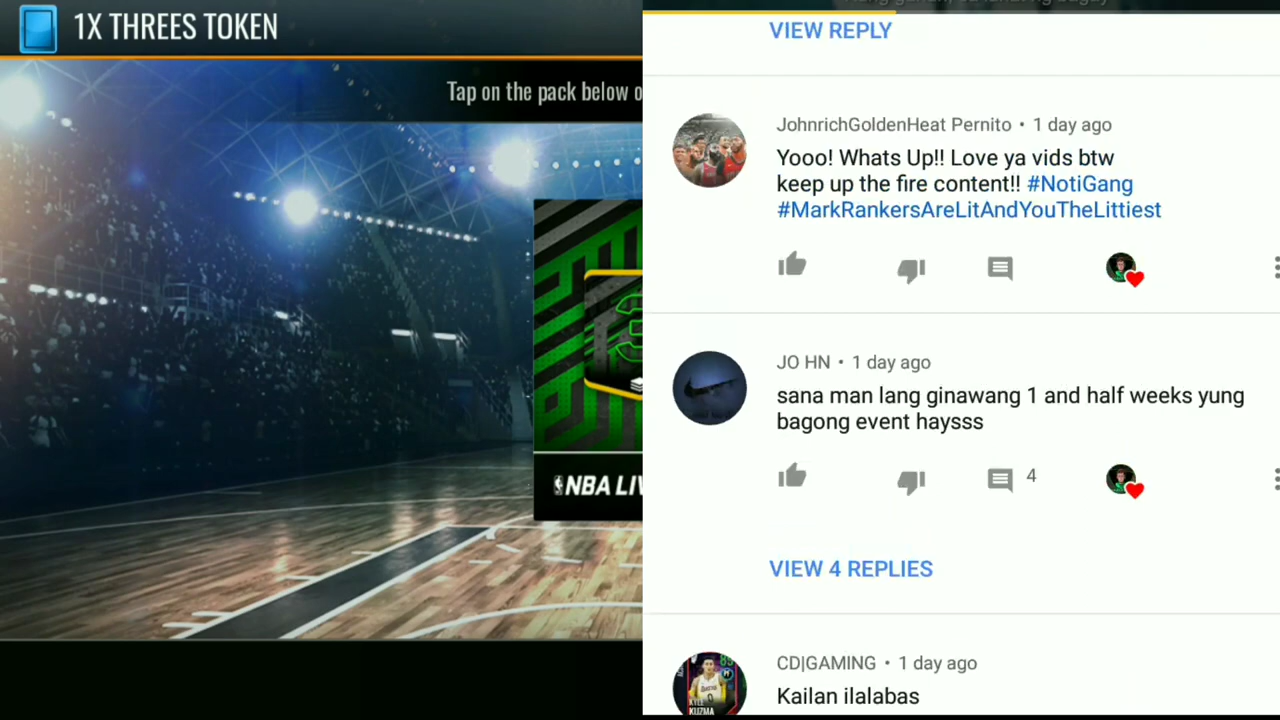 1X THREES TOKEN
Tap on the pack below o
NBA LIV
VIEW REPLY
JohnrichGoldenHeat Pernito • 1 day ago
Yooo! Whats Up!! Love ya vids btw
keep up the fire content!! #NotiGang
#MarkRankersAreLitAndYouTheLittiest
JO HN • 1 day ago
sana man lang ginawang 1 and half weeks yung
bagong event haysss
4
VIEW 4 REPLIES
CD|GAMING • 1 day ago
Kailan ilalabas
KYLE
KUZMA